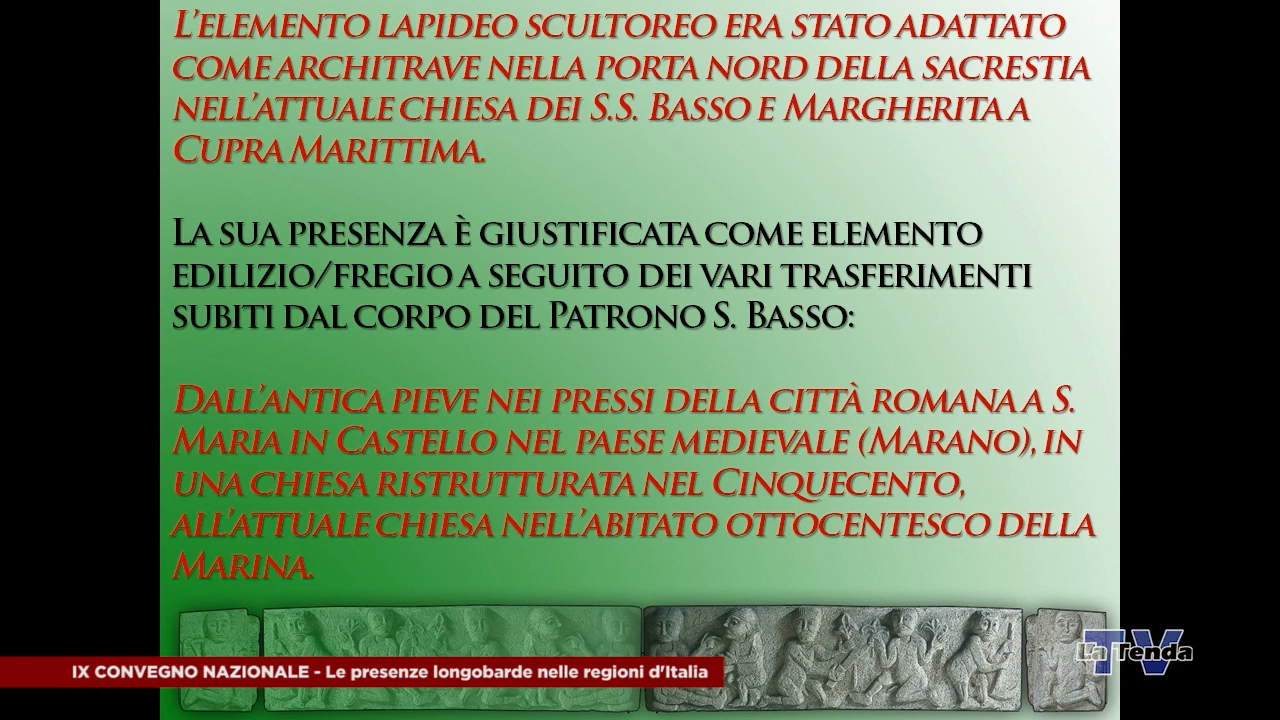 L'elemento lapideo scultoreo era stato adattato
come architrave nella porta nord della sacrestia
nell'attuale chiesa dei S.S. Basso e Margherita a
Cupra Marittima.
La sua presenza è giustificata come elemento
edilizio/fregio a seguito dei vari trasferimenti
subiti dal corpo del Patrono S. Basso:
Dall'antica pieve nei pressi della città romana a S.
Maria in Castello nel paese medievale (Marano), in
una chiesa ristrutturata nel Cinquecento,
all'attuale chiesa nell'abitato ottocentesco della
Marina.
IX CONVEGNO NAZIONALE - Le presenze longobarde nelle regioni d'Italia
TV
La Tenda